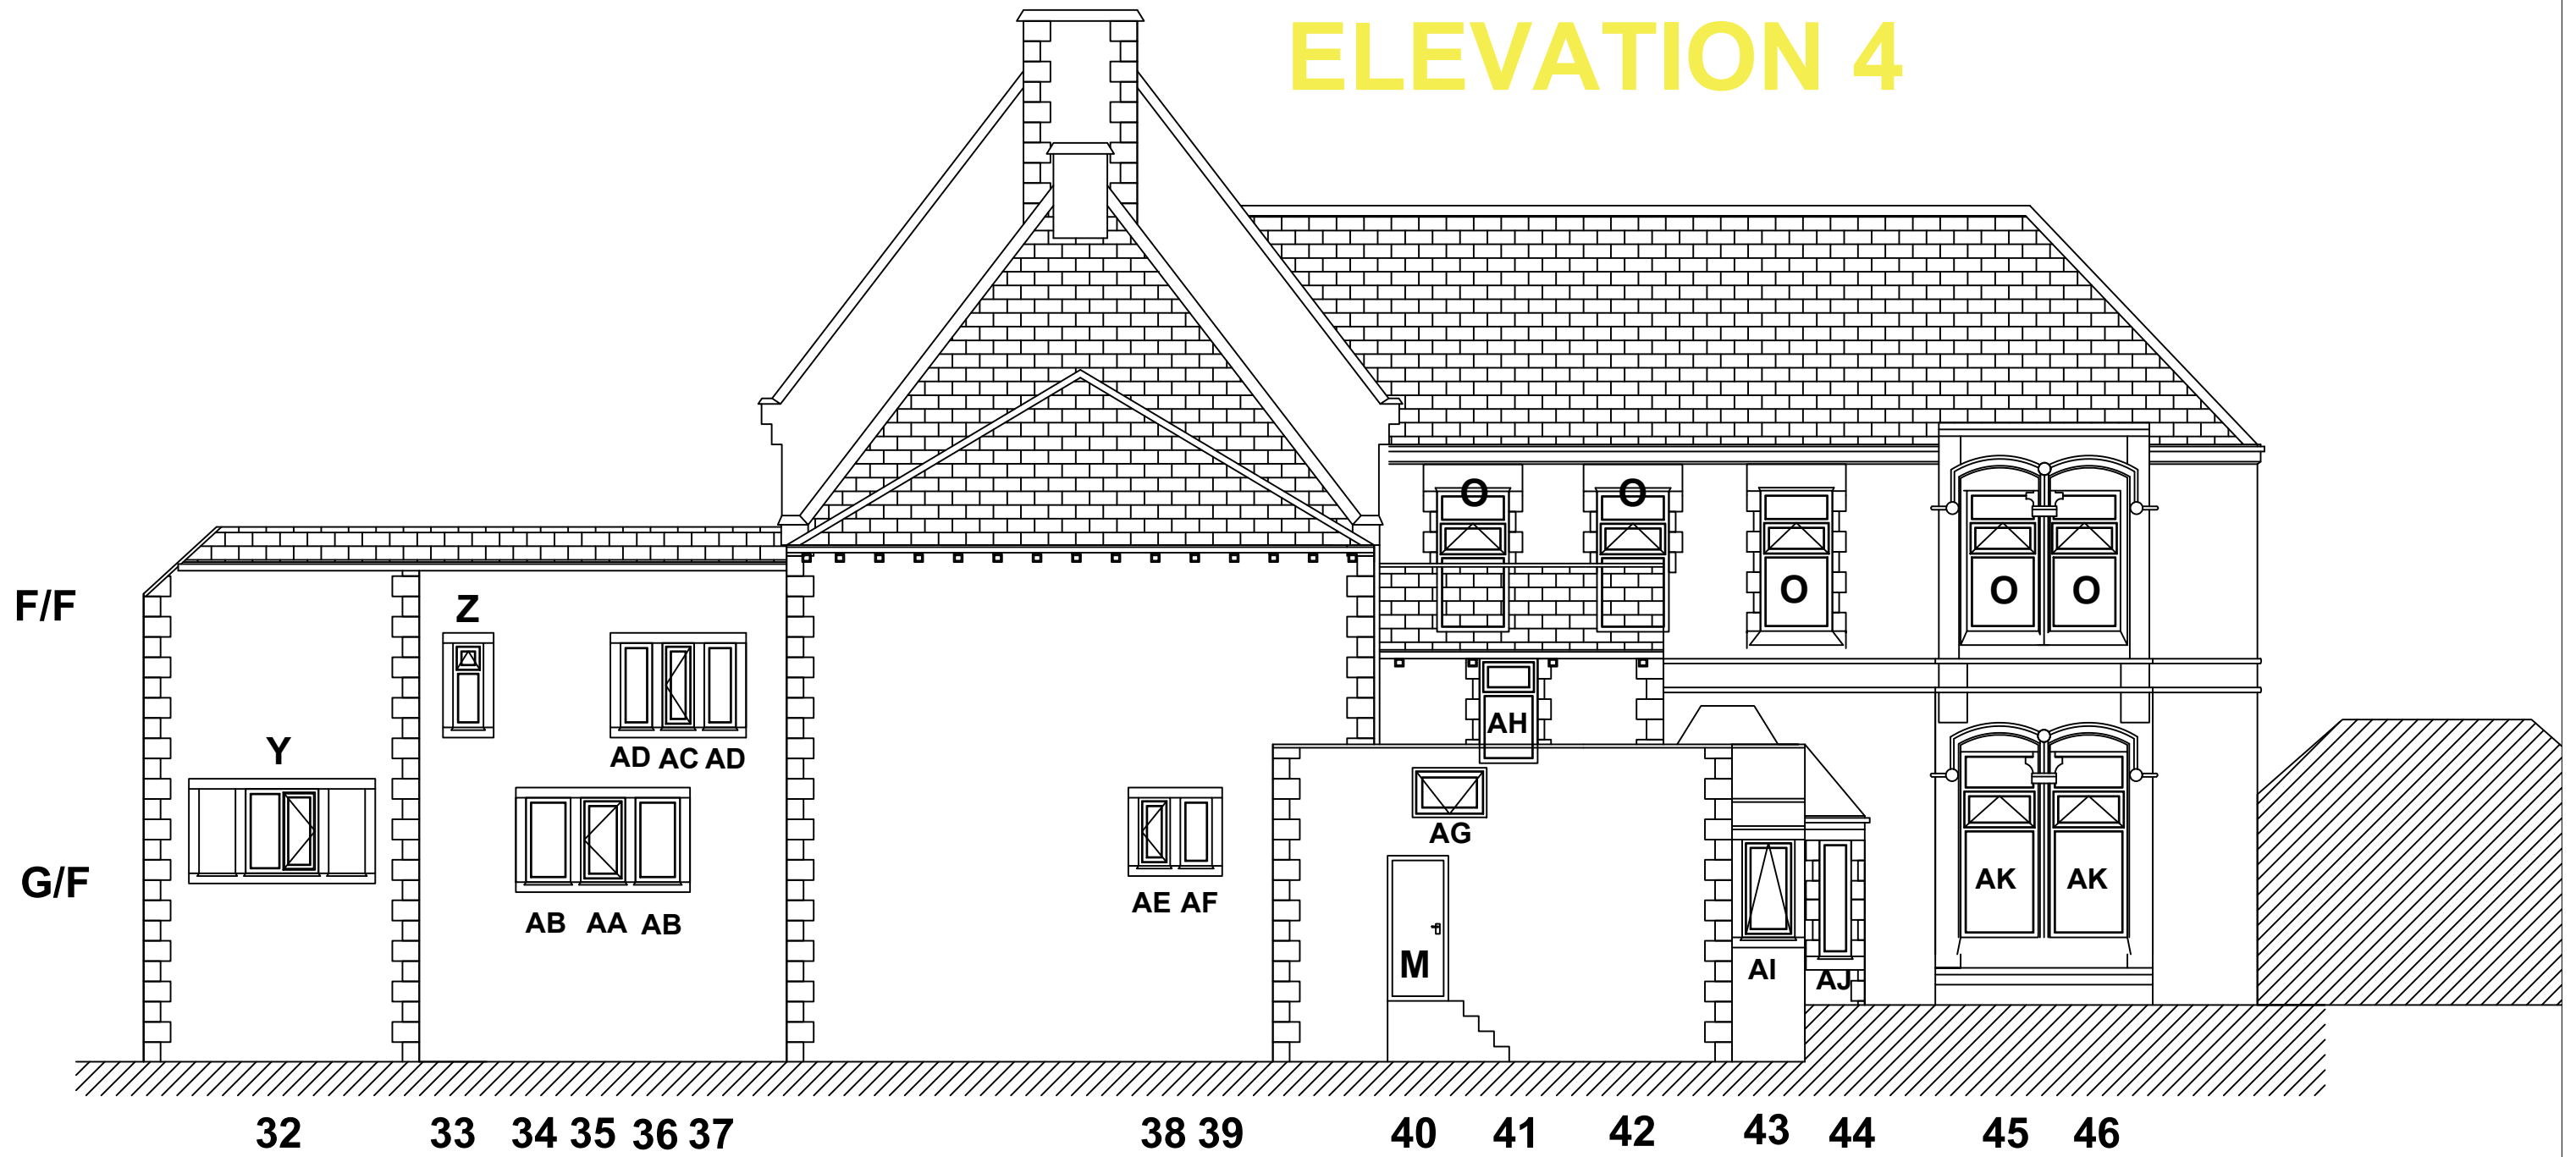 ELEVATION 4
O O
F/F Z O O O
Y AD AC AD AH
AG
G/F AB AA AB AE AF AK AK
M AI AJ
32 33 34 35 36 37 38 39 40 41 42 43 44 45 46